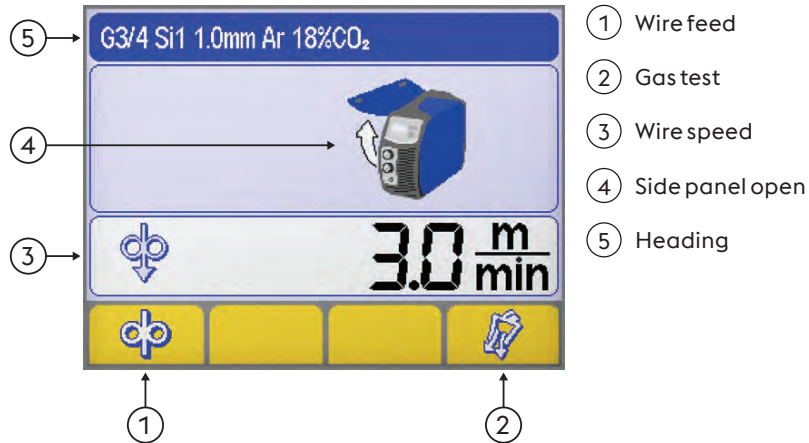 G3/4 Si1 1.0mm Ar 18%CO₂
3.0 m/min
1 Wire feed
2 Gas test
3 Wire speed
4 Side panel open
5 Heading
5
4
3
1
2